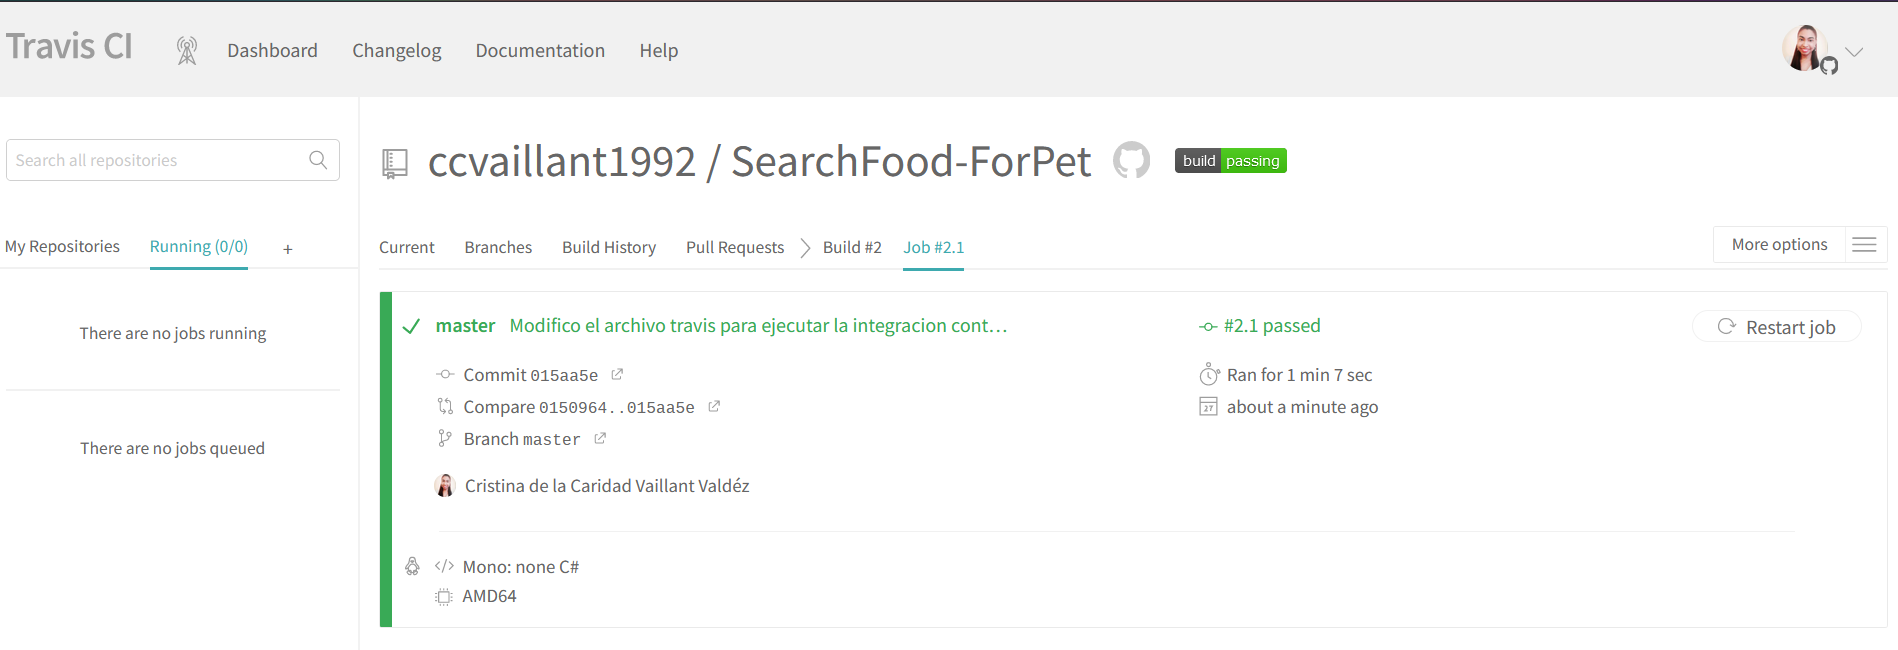 Travis CI Dashboard Changelog Documentation Help
Search all repositories
ccvaillant1992 / SearchFood-ForPet build passing
My Repositories Running (0/0) +
Current Branches Build History Pull Requests Build #2 Job #2.1 More options
There are no jobs running
There are no jobs queued
master Modifico el archivo travis para ejecutar la integracion cont…
#2.1 passed
Restart job
Commit 015aa5e
Ran for 1 min 7 sec
Compare 0150964..015aa5e
27 about a minute ago
Branch master
Cristina de la Caridad Vaillant Valdéz
</> Mono: none C#
AMD64